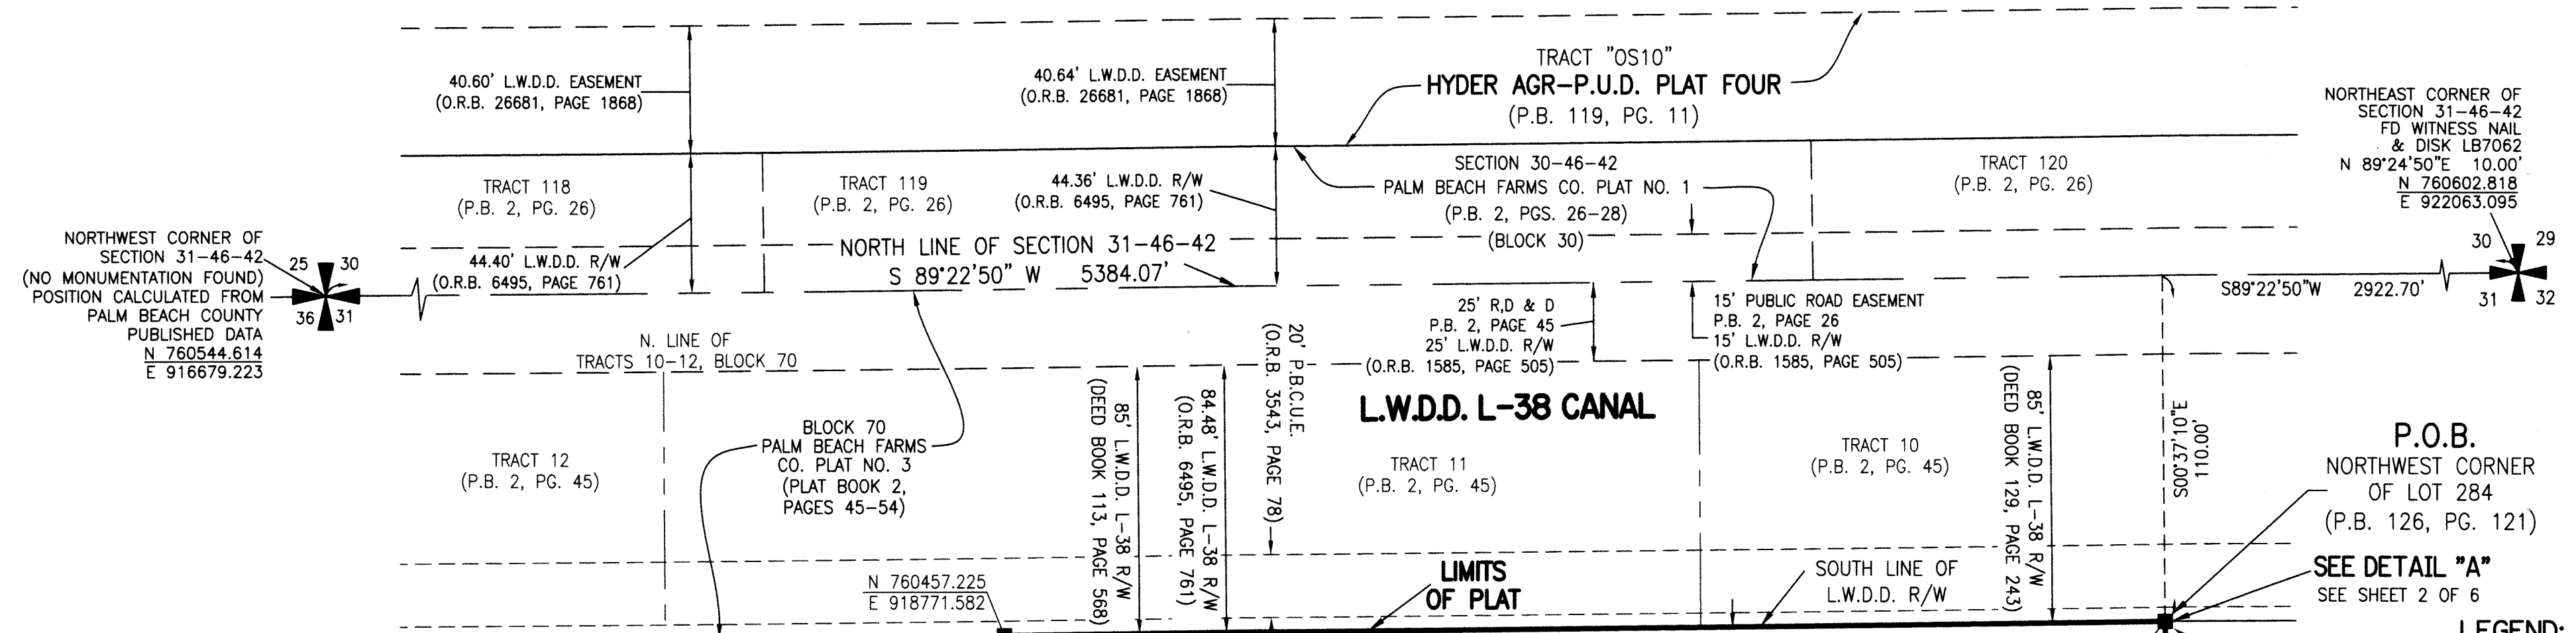 40.60' L.W.D.D. EASEMENT
(O.R.B. 26681, PAGE 1868)
40.64' L.W.D.D. EASEMENT
(O.R.B. 26681, PAGE 1868)
TRACT "OS10"
HYDER AGR-P.U.D. PLAT FOUR
(P.B. 119, PG. 11)
NORTHEAST CORNER OF
SECTION 31-46-42
FD WITNESS NAIL
& DISK LB7062
N 89°24'50"E 10.00'
N 760602.818
E 922063.095
30
29
31
32
TRACT 118
(P.B. 2, PG. 26)
TRACT 119
(P.B. 2, PG. 26)
44.36' L.W.D.D. R/W
(O.R.B. 6495, PAGE 761)
SECTION 30-46-42
PALM BEACH FARMS CO. PLAT NO. 1
(P.B. 2, PGS. 26-28)
(BLOCK 30)
TRACT 120
(P.B. 2, PG. 26)
NORTHWEST CORNER OF
SECTION 31-46-42
(NO MONUMENTATION FOUND)
POSITION CALCULATED FROM
PALM BEACH COUNTY
PUBLISHED DATA
N 760544.614
E 916679.223
25
30
36
31
44.40' L.W.D.D. R/W
(O.R.B. 6495, PAGE 761)
NORTH LINE OF SECTION 31-46-42
S 89°22'50" W 5384.07'
S89°22'50"W 2922.70'
N. LINE OF
TRACTS 10-12, BLOCK 70
25' R,D & D
P.B. 2, PAGE 45
25' L.W.D.D. R/W
(O.R.B. 1585, PAGE 505)
15' PUBLIC ROAD EASEMENT
P.B. 2, PAGE 26
15' L.W.D.D. R/W
(O.R.B. 1585, PAGE 505)
20' P.B.C.U.E.
(O.R.B. 3543, PAGE 78)
L.W.D.D. L-38 CANAL
BLOCK 70
PALM BEACH FARMS
CO. PLAT NO. 3
(PLAT BOOK 2,
PAGES 45-54)
TRACT 12
(P.B. 2, PG. 45)
85' L.W.D.D. L-38 R/W
(DEED BOOK 113, PAGE 568)
84.48' L.W.D.D. L-38 R/W
(O.R.B. 6495, PAGE 761)
TRACT 11
(P.B. 2, PG. 45)
TRACT 10
(P.B. 2, PG. 45)
85' L.W.D.D. L-38 R/W
(DEED BOOK 129, PAGE 243)
S00°37'10"E
110.00'
P.O.B.
NORTHWEST CORNER
OF LOT 284
(P.B. 126, PG. 121)
SEE DETAIL "A"
SEE SHEET 2 OF 6
N 760457.225
E 918771.582
LIMITS
OF PLAT
SOUTH LINE OF
L.W.D.D. R/W
LEGEND: